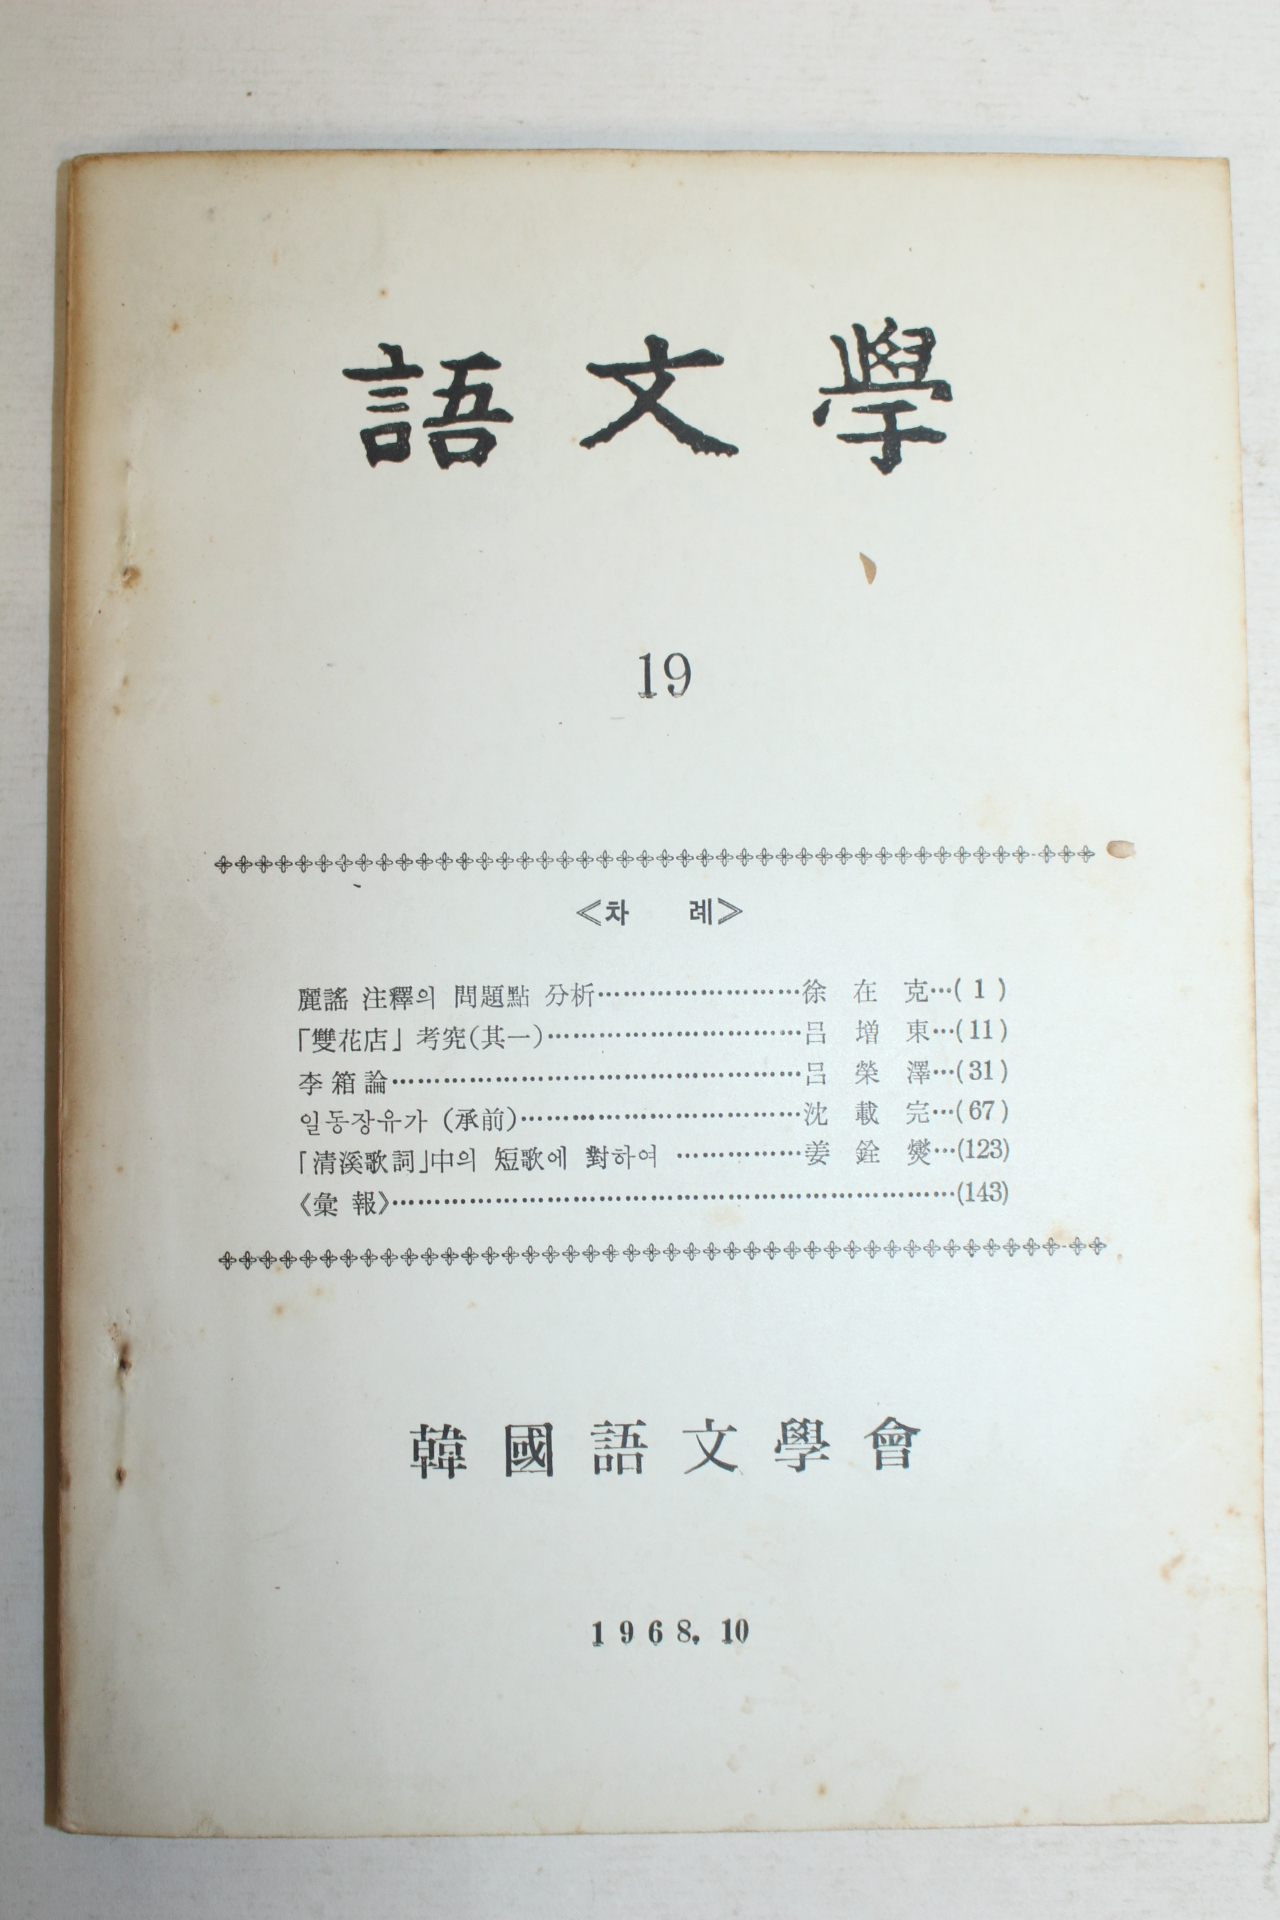 語文學
19
≪차 례≫
麗謠 注釋의 問題點 分析……………………徐 在 克…( 1 )
「雙花店」 考究(其一)…………………………呂 增 東…(11)
李箱論…………………………………………呂 榮 澤…(31)
일동장유가 (承前)……………………………沈 載 完…(67)
「清溪歌詞」中의 短歌에 對하여 ……………姜 銓 燮…(123)
《彙 報》…………………………………………………………(143)
韓國語文學會
1968. 10